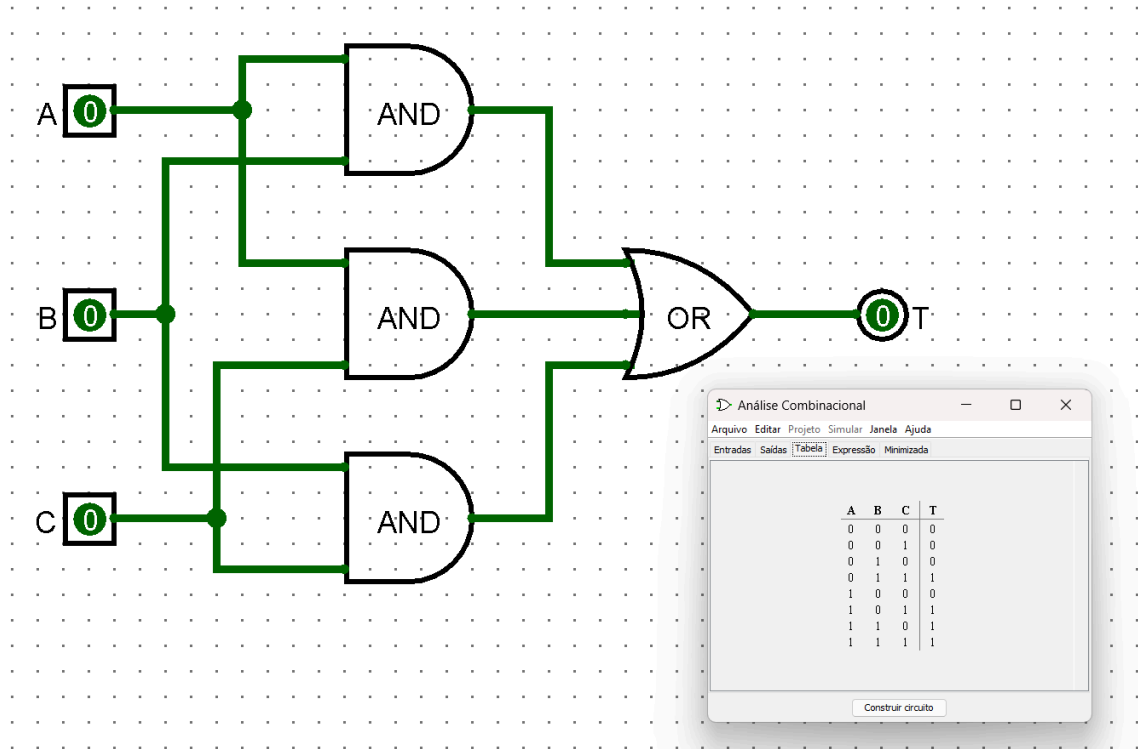 A 0 AND
B 0 AND OR 0 T
C 0 AND
Análise Combinacional
Arquivo Editar Projeto Simular Janela Ajuda
Entradas Saídas Tabela Expressão Minimizada
A B C T
0 0 0 0
0 0 1 0
0 1 0 0
0 1 1 1
1 0 0 0
1 0 1 1
1 1 0 1
1 1 1 1
Construir circuito